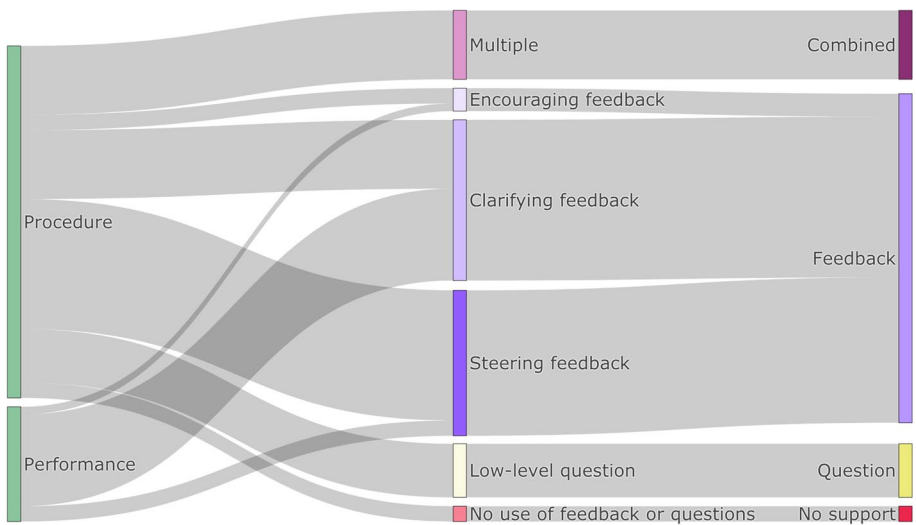 Procedure
Performance
Multiple
Encouraging feedback
Clarifying feedback
Steering feedback
Low-level question
No use of feedback or questions
Combined
Feedback
Question
No support